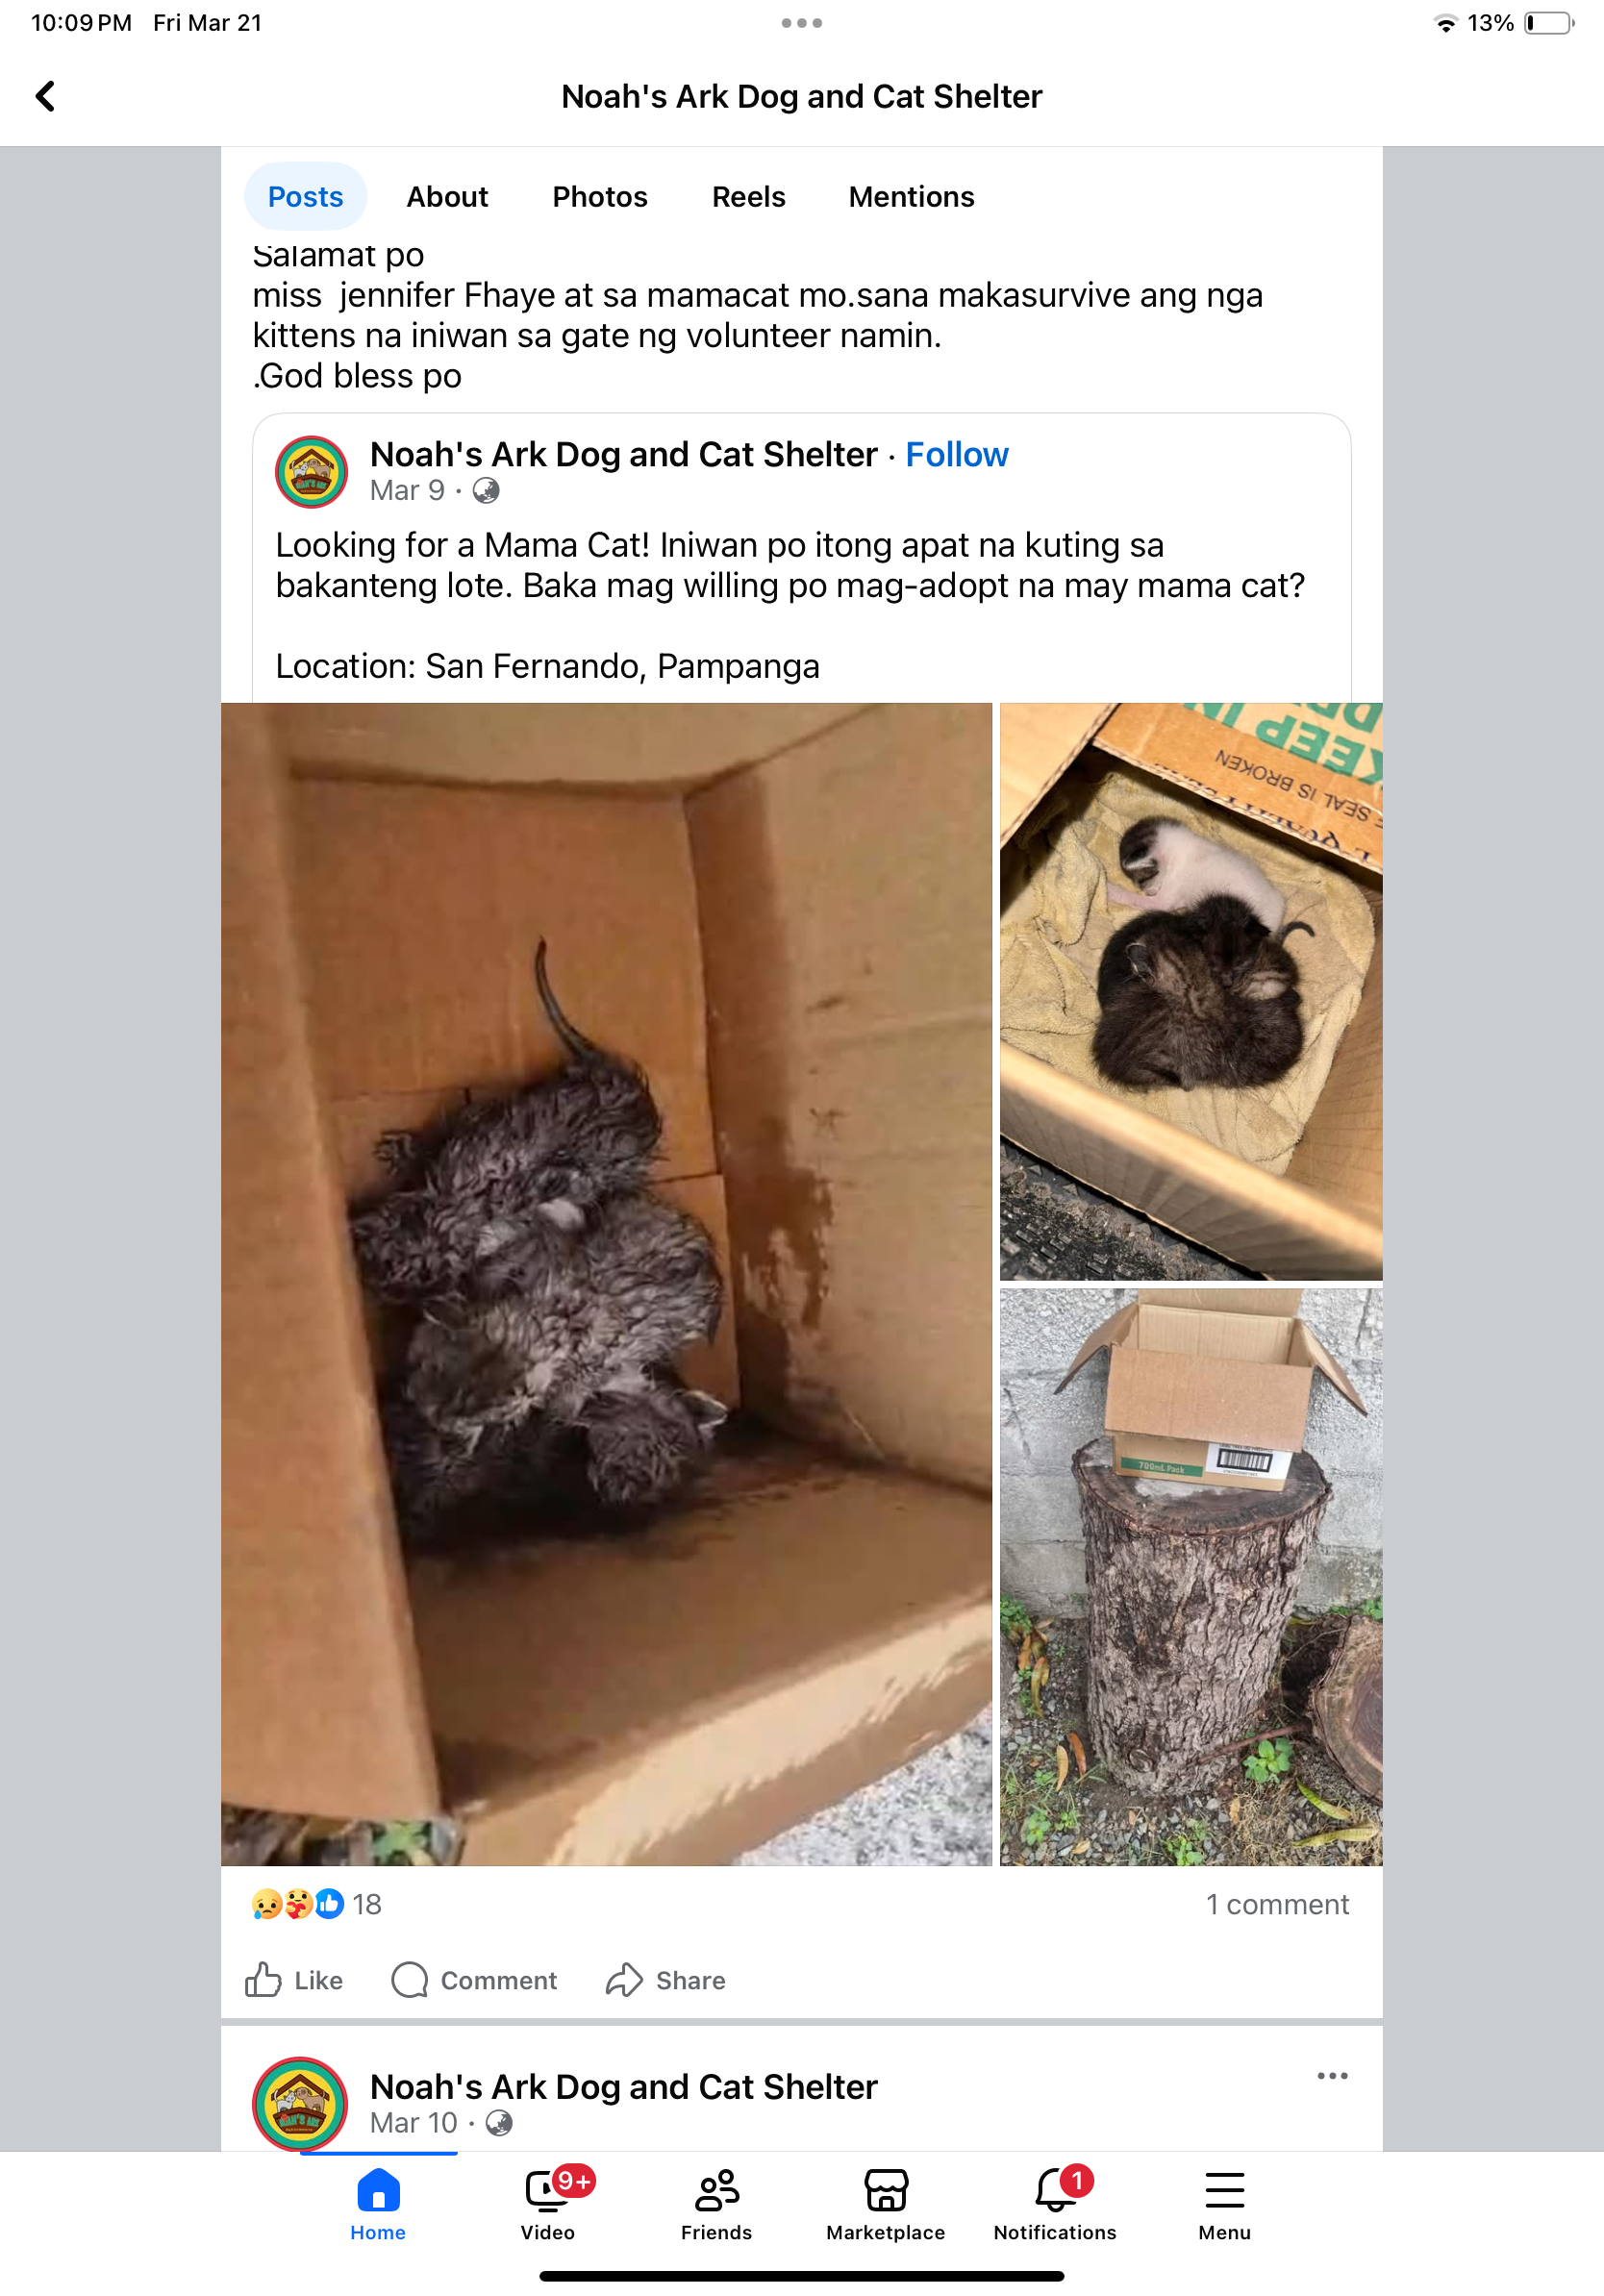 10:09 PM Fri Mar 21
13%
Noah's Ark Dog and Cat Shelter
Posts About Photos Reels Mentions
Salamat po
miss jennifer Fhaye at sa mamacat mo.sana makasurvive ang nga
kittens na iniwan sa gate ng volunteer namin.
.God bless po
Noah's Ark Dog and Cat Shelter · Follow
Mar 9 ·
Looking for a Mama Cat! Iniwan po itong apat na kuting sa
bakanteng lote. Baka mag willing po mag-adopt na may mama cat?
Location: San Fernando, Pampanga
KEEP IN
SEAL IS BROKEN
700mL Pack
18
1 comment
Like Comment Share
Noah's Ark Dog and Cat Shelter
Mar 10 ·
9+
1
Home Video Friends Marketplace Notifications Menu